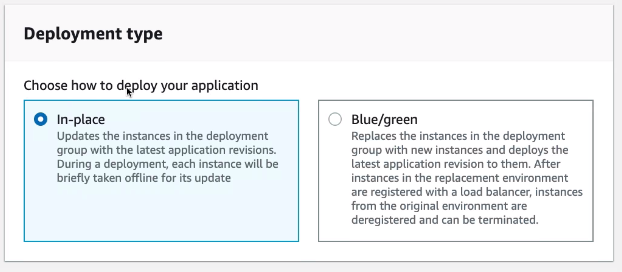 Deployment type
Choose how to deploy your application
In-place
Updates the instances in the deployment
group with the latest application revisions.
During a deployment, each instance will be
briefly taken offline for its update
Blue/green
Replaces the instances in the deployment
group with new instances and deploys the
latest application revision to them. After
instances in the replacement environment
are registered with a load balancer, instances
from the original environment are
deregistered and can be terminated.